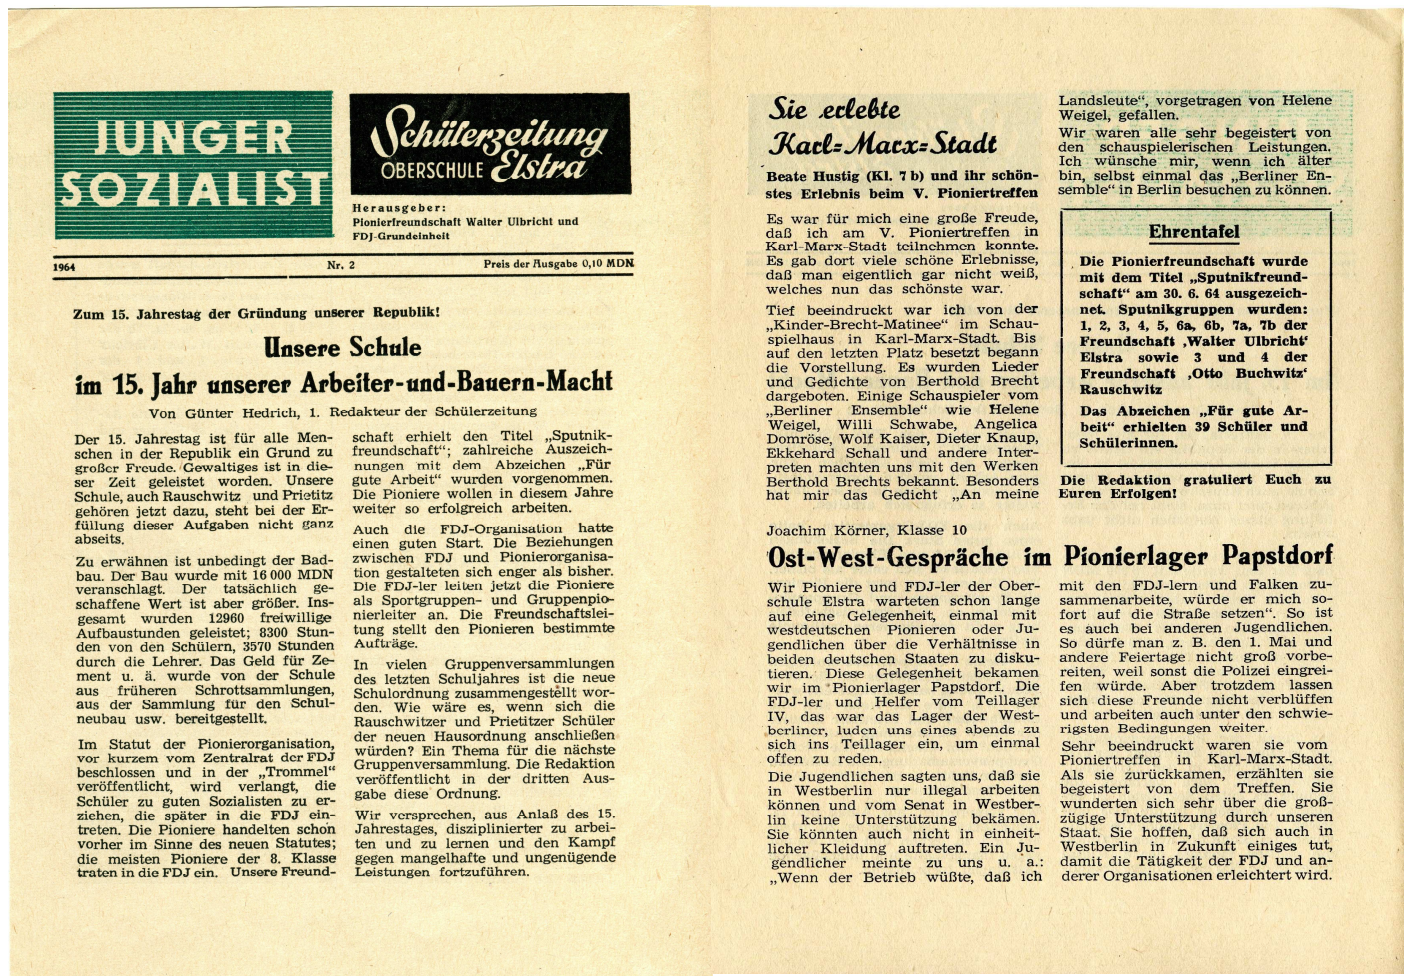 JUNGER
SOZIALIST
Schülerzeitung
OBERSCHULE Elstra
Herausgeber:
Pionierfreundschaft Walter Ulbricht und
FDJ-Grundeinheit
1964 Nr. 2 Preis der Ausgabe 0,10 MDN
Zum 15. Jahrestag der Gründung unserer Republik!
Unsere Schule
im 15. Jahr unserer Arbeiter-und-Bauern-Macht
Von Günter Hedrich, 1. Redakteur der Schülerzeitung
Der 15. Jahrestag ist für alle Men-
schen in der Republik ein Grund zu
großer Freude. Gewaltiges ist in die-
ser Zeit geleistet worden. Unsere
Schule, auch Rauschwitz und Prietitz
gehören jetzt dazu, steht bei der Er-
füllung dieser Aufgaben nicht ganz
abseits.
Zu erwähnen ist unbedingt der Bad-
bau. Der Bau wurde mit 16 000 MDN
veranschlagt. Der tatsächlich ge-
schaffene Wert ist aber größer. Ins-
gesamt wurden 12960 freiwillige
Aufbaustunden geleistet; 8300 Stun-
den von den Schülern, 3570 Stunden
durch die Lehrer. Das Geld für Ze-
ment u. ä. wurde von der Schule
aus früheren Schrottsammlungen,
aus der Sammlung für den Schul-
neubau usw. bereitgestellt.
Im Statut der Pionierorganisation,
vor kurzem vom Zentralrat der FDJ
beschlossen und in der „Trommel“
veröffentlicht, wird verlangt, die
Schüler zu guten Sozialisten zu er-
ziehen, die später in die FDJ ein-
treten. Die Pioniere handelten schon
vorher im Sinne des neuen Statutes;
die meisten Pioniere der 8. Klasse
traten in die FDJ ein. Unsere Freund-
schaft erhielt den Titel „Sputnik-
freundschaft“; zahlreiche Auszeich-
nungen mit dem Abzeichen „Für
gute Arbeit“ wurden vorgenommen.
Die Pioniere wollen in diesem Jahre
weiter so erfolgreich arbeiten.
Auch die FDJ-Organisation hatte
einen guten Start. Die Beziehungen
zwischen FDJ und Pionierorganisa-
tion gestalteten sich enger als bisher.
Die FDJ-ler leiten jetzt die Pioniere
als Sportgruppen- und Gruppenpio-
nierleiter an. Die Freundschaftslei-
tung stellt den Pionieren bestimmte
Aufträge.
In vielen Gruppenversammlungen
des letzten Schuljahres ist die neue
Schulordnung zusammengestellt wor-
den. Wie wäre es, wenn sich die
Rauschwitzer und Prietitzer Schüler
der neuen Hausordnung anschließen
würden? Ein Thema für die nächste
Gruppenversammlung. Die Redaktion
veröffentlicht in der dritten Aus-
gabe diese Ordnung.
Wir versprechen, aus Anlaß des 15.
Jahrestages, disziplinierter zu arbei-
ten und zu lernen und den Kampf
gegen mangelhafte und ungenügende
Leistungen fortzuführen.
Sie erlebte
Karl-Marx-Stadt
Beate Hustig (Kl. 7 b) und ihr schön-
stes Erlebnis beim V. Pioniertreffen
Es war für mich eine große Freude,
daß ich am V. Pioniertreffen in
Karl-Marx-Stadt teilnehmen konnte.
Es gab dort viele schöne Erlebnisse,
daß man eigentlich gar nicht weiß,
welches nun das schönste war.
Tief beeindruckt war ich von der
„Kinder-Brecht-Matinee“ im Schau-
spielhaus in Karl-Marx-Stadt. Bis
auf den letzten Platz besetzt begann
die Vorstellung. Es wurden Lieder
und Gedichte von Berthold Brecht
dargeboten. Einige Schauspieler vom
„Berliner Ensemble“ wie Helene
Weigel, Willi Schwabe, Angelica
Domröse, Wolf Kaiser, Dieter Knaup,
Ekkehard Schall und andere Inter-
preten machten uns mit den Werken
Berthold Brechts bekannt. Besonders
hat mir das Gedicht „An meine
Landsleute“, vorgetragen von Helene
Weigel, gefallen.
Wir waren alle sehr begeistert von
den schauspielerischen Leistungen.
Ich wünsche mir, wenn ich älter
bin, selbst einmal das „Berliner En-
semble“ in Berlin besuchen zu können.
Ehrentafel
Die Pionierfreundschaft wurde
mit dem Titel „Sputnikfreund-
schaft“ am 30. 6. 64 ausgezeich-
net. Sputnikgruppen wurden:
1, 2, 3, 4, 5, 6a, 6b, 7a, 7b der
Freundschaft ‚Walter Ulbricht‘
Elstra sowie 3 und 4 der
Freundschaft ‚Otto Buchwitz‘
Rauschwitz
Das Abzeichen „Für gute Ar-
beit“ erhielten 39 Schüler und
Schülerinnen.
Die Redaktion gratuliert Euch zu
Euren Erfolgen!
Joachim Körner, Klasse 10
Ost-West-Gespräche im Pionierlager Papstdorf
Wir Pioniere und FDJ-ler der Ober-
schule Elstra warteten schon lange
auf eine Gelegenheit, einmal mit
westdeutschen Pionieren oder Ju-
gendlichen über die Verhältnisse in
beiden deutschen Staaten zu disku-
tieren. Diese Gelegenheit bekamen
wir im Pionierlager Papstdorf. Die
FDJ-ler und Helfer vom Teillager
IV, das war das Lager der West-
berliner, luden uns eines abends zu
sich ins Teillager ein, um einmal
offen zu reden.
Die Jugendlichen sagten uns, daß sie
in Westberlin nur illegal arbeiten
können und vom Senat in Westber-
lin keine Unterstützung bekämen.
Sie könnten auch nicht in einheit-
licher Kleidung auftreten. Ein Ju-
gendlicher meinte zu uns u. a.:
„Wenn der Betrieb wüßte, daß ich
mit den FDJ-lern und Falken zu-
sammenarbeite, würde er mich so-
fort auf die Straße setzen“. So ist
es auch bei anderen Jugendlichen.
So dürfe man z. B. den 1. Mai und
andere Feiertage nicht groß vorbe-
reiten, weil sonst die Polizei eingrei-
fen würde. Aber trotzdem lassen
sich diese Freunde nicht verblüffen
und arbeiten auch unter den schwie-
rigsten Bedingungen weiter.
Sehr beeindruckt waren sie vom
Pioniertreffen in Karl-Marx-Stadt.
Als sie zurückkamen, erzählten sie
begeistert von dem Treffen. Sie
wunderten sich sehr über die groß-
zügige Unterstützung durch unseren
Staat. Sie hoffen, daß sich auch in
Westberlin in Zukunft einiges tut,
damit die Tätigkeit der FDJ und an-
derer Organisationen erleichtert wird.